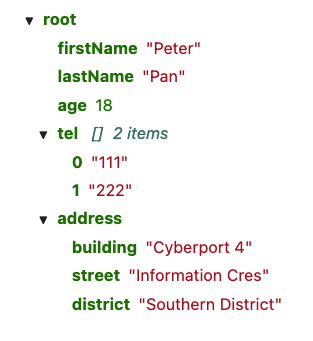 ▼ root
firstName "Peter"
lastName "Pan"
age 18
▼ tel [] 2 items
0 "111"
1 "222"
▼ address
building "Cyberport 4"
street "Information Cres"
district "Southern District"